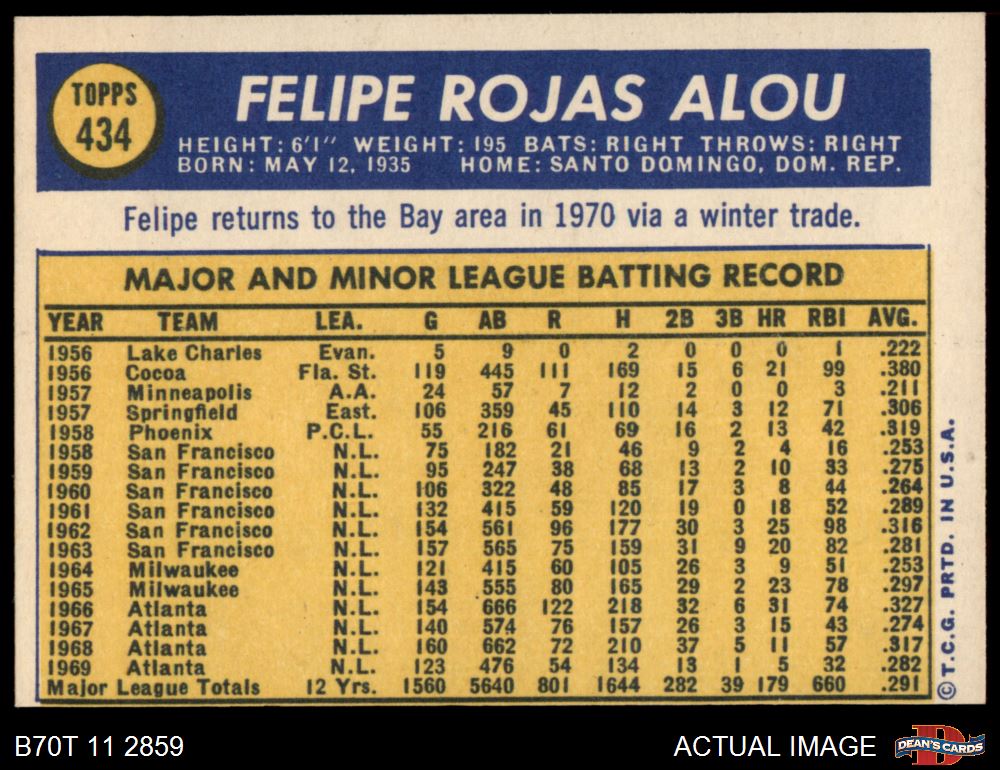 TOPPS
434
FELIPE ROJAS ALOU
HEIGHT: 6'1" WEIGHT: 195 BATS: RIGHT THROWS: RIGHT
BORN: MAY 12, 1935 HOME: SANTO DOMINGO, DOM. REP.
Felipe returns to the Bay area in 1970 via a winter trade.
MAJOR AND MINOR LEAGUE BATTING RECORD
YEAR TEAM LEA. G AB R H 2B 3B HR RBI AVG.
1956 Lake Charles Evan. 5 9 0 2 0 0 0 1 .222
1956 Cocoa Fla. St. 119 445 111 169 15 6 21 99 .380
1957 Minneapolis A.A. 24 57 7 12 2 0 0 3 .211
1957 Springfield East. 106 359 45 110 14 3 12 71 .306
1958 Phoenix P.C.L. 55 216 61 69 16 2 13 42 .319
1958 San Francisco N.L. 75 182 21 46 9 2 4 16 .253
1959 San Francisco N.L. 95 247 38 68 13 2 10 33 .275
1960 San Francisco N.L. 106 322 48 85 17 3 8 44 .264
1961 San Francisco N.L. 132 415 59 120 19 0 18 52 .289
1962 San Francisco N.L. 154 561 96 177 30 3 25 98 .316
1963 San Francisco N.L. 157 565 75 159 31 9 20 82 .281
1964 Milwaukee N.L. 121 415 60 105 26 3 9 51 .253
1965 Milwaukee N.L. 143 555 80 165 29 2 23 78 .297
1966 Atlanta N.L. 154 666 122 218 32 6 31 74 .327
1967 Atlanta N.L. 140 574 76 157 26 3 15 43 .274
1968 Atlanta N.L. 160 662 72 210 37 5 11 57 .317
1969 Atlanta N.L. 123 476 54 134 13 1 5 32 .282
Major League Totals 12 Yrs. 1560 5640 801 1644 282 39 179 660 .291
© T.C.G. PRTD. IN U.S.A.
B70T 11 2859
ACTUAL IMAGE
DEAN'S CARDS